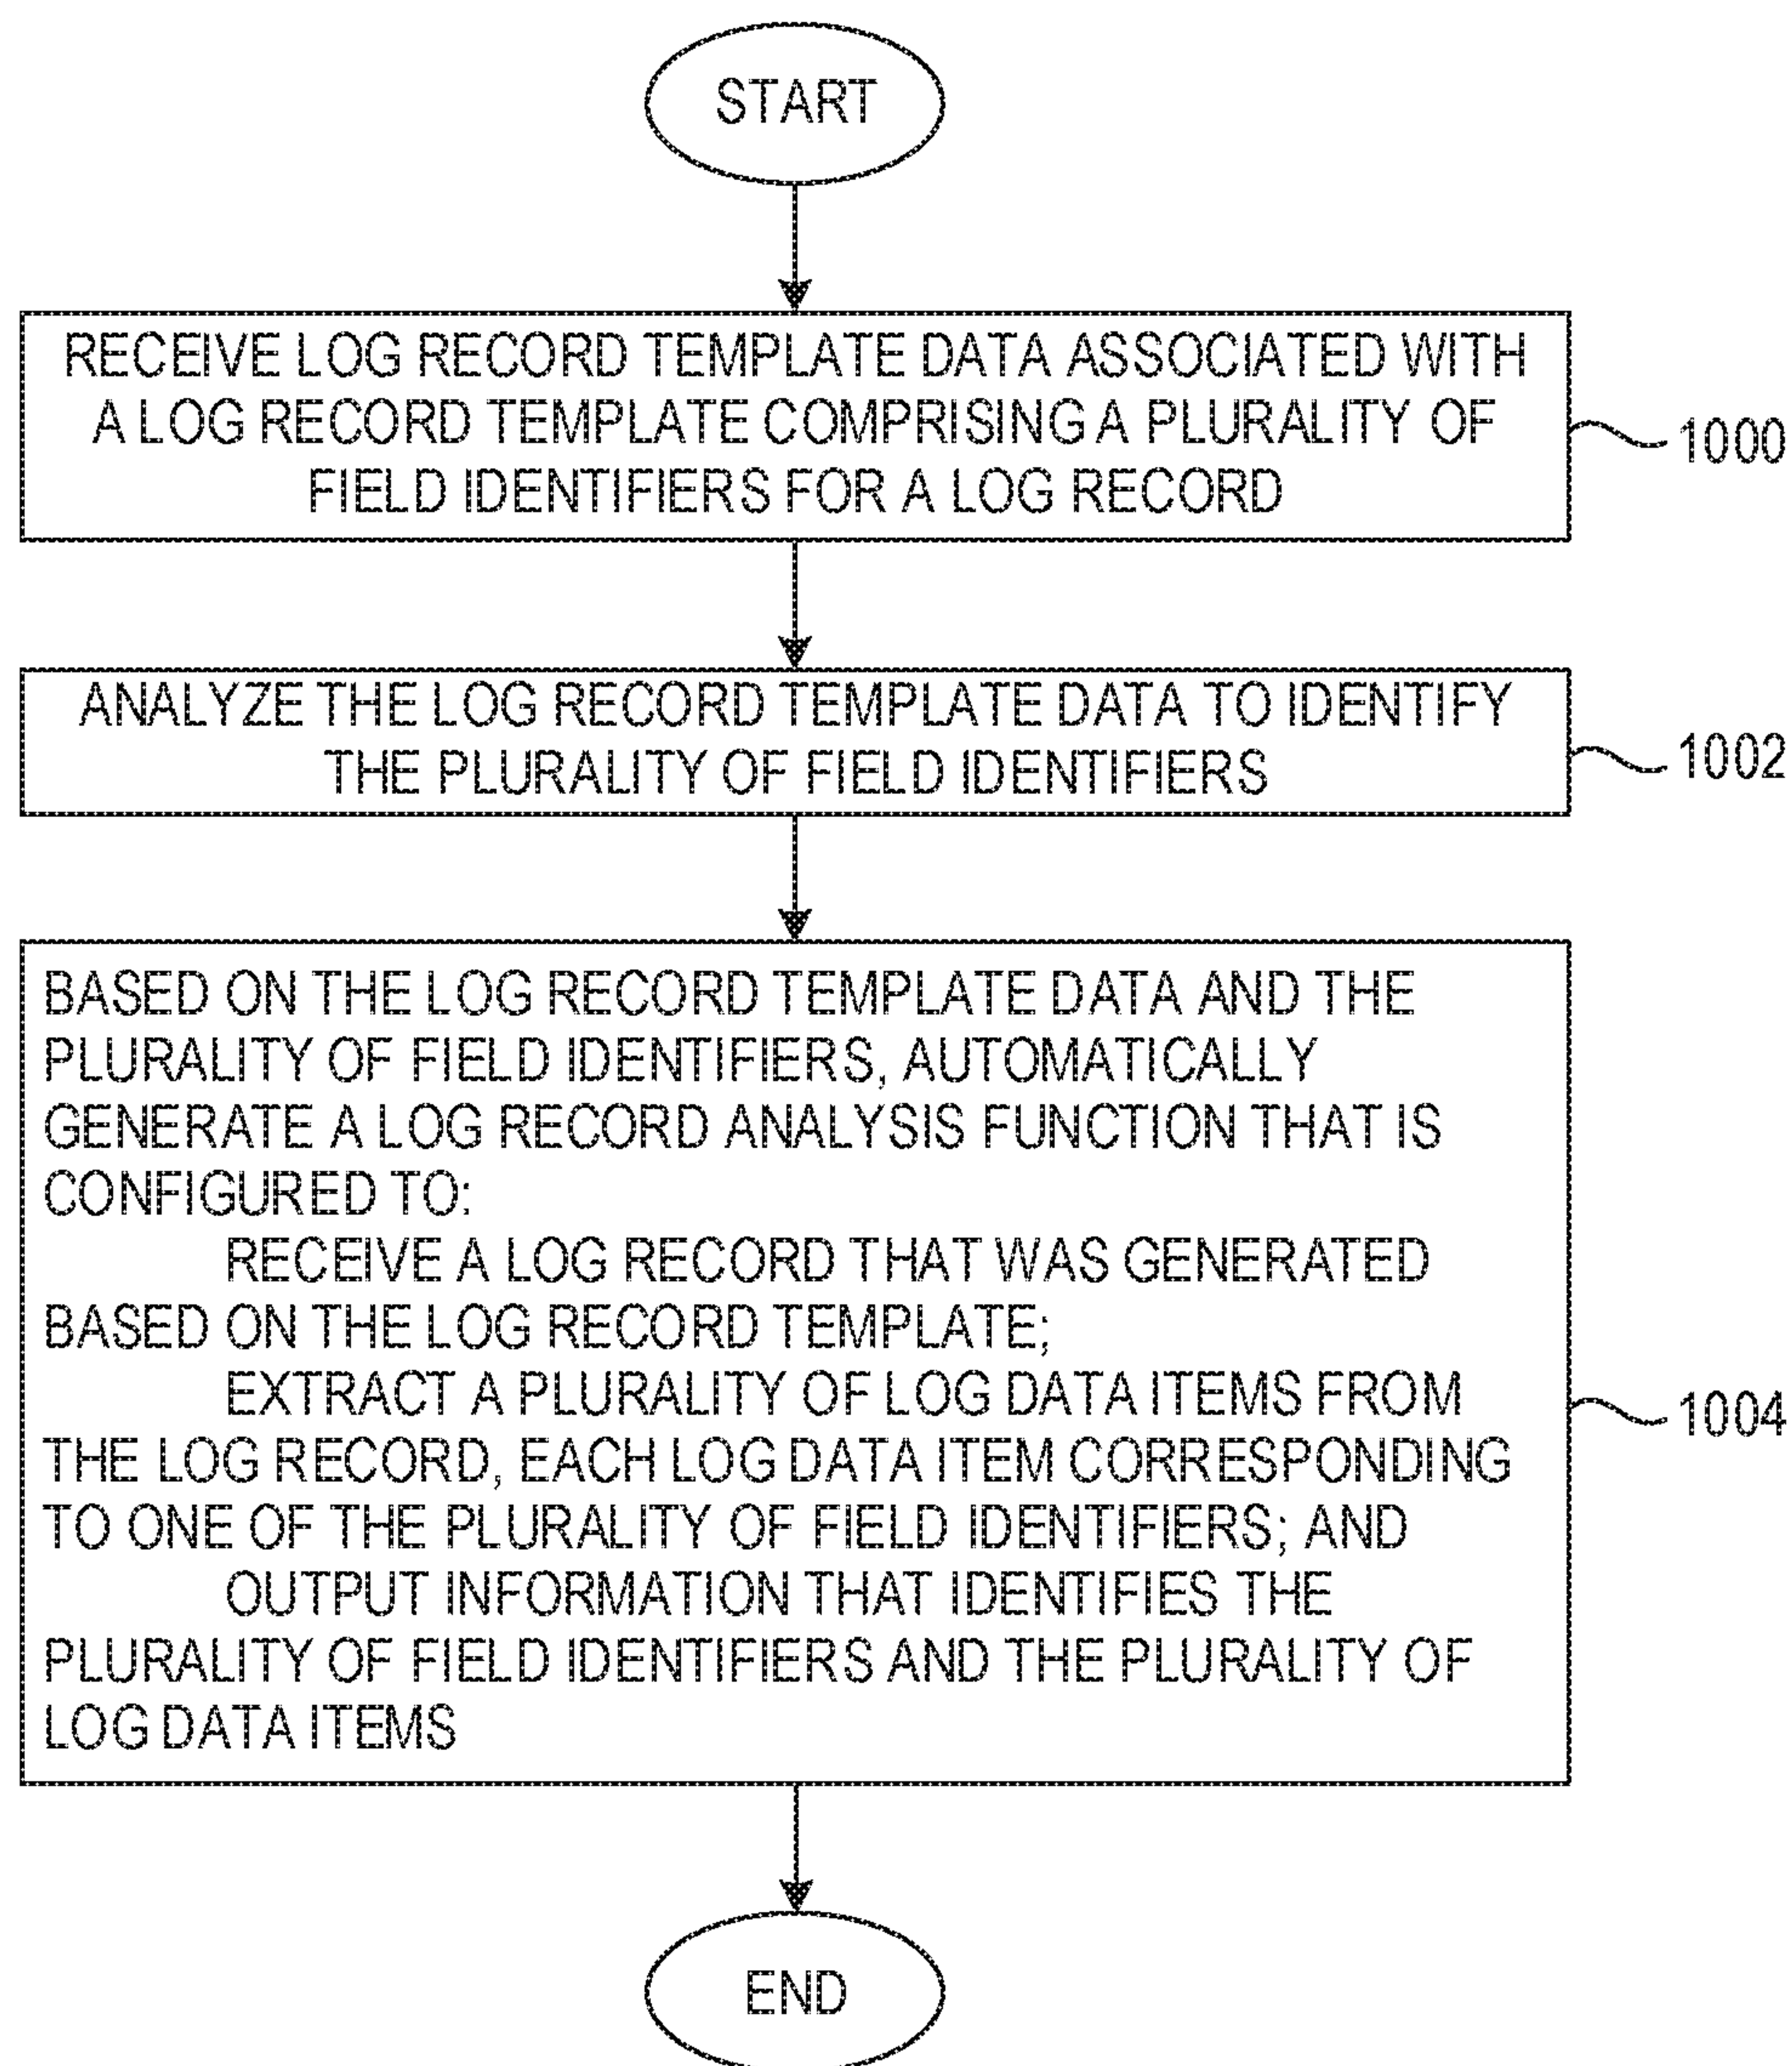 START
RECEIVE LOG RECORD TEMPLATE DATA ASSOCIATED WITH
A LOG RECORD TEMPLATE COMPRISING A PLURALITY OF
FIELD IDENTIFIERS FOR A LOG RECORD
1000
ANALYZE THE LOG RECORD TEMPLATE DATA TO IDENTIFY
THE PLURALITY OF FIELD IDENTIFIERS
1002
BASED ON THE LOG RECORD TEMPLATE DATA AND THE
PLURALITY OF FIELD IDENTIFIERS, AUTOMATICALLY
GENERATE A LOG RECORD ANALYSIS FUNCTION THAT IS
CONFIGURED TO:
RECEIVE A LOG RECORD THAT WAS GENERATED
BASED ON THE LOG RECORD TEMPLATE;
EXTRACT A PLURALITY OF LOG DATA ITEMS FROM
THE LOG RECORD, EACH LOG DATA ITEM CORRESPONDING
TO ONE OF THE PLURALITY OF FIELD IDENTIFIERS; AND
OUTPUT INFORMATION THAT IDENTIFIES THE
PLURALITY OF FIELD IDENTIFIERS AND THE PLURALITY OF
LOG DATA ITEMS
1004
END